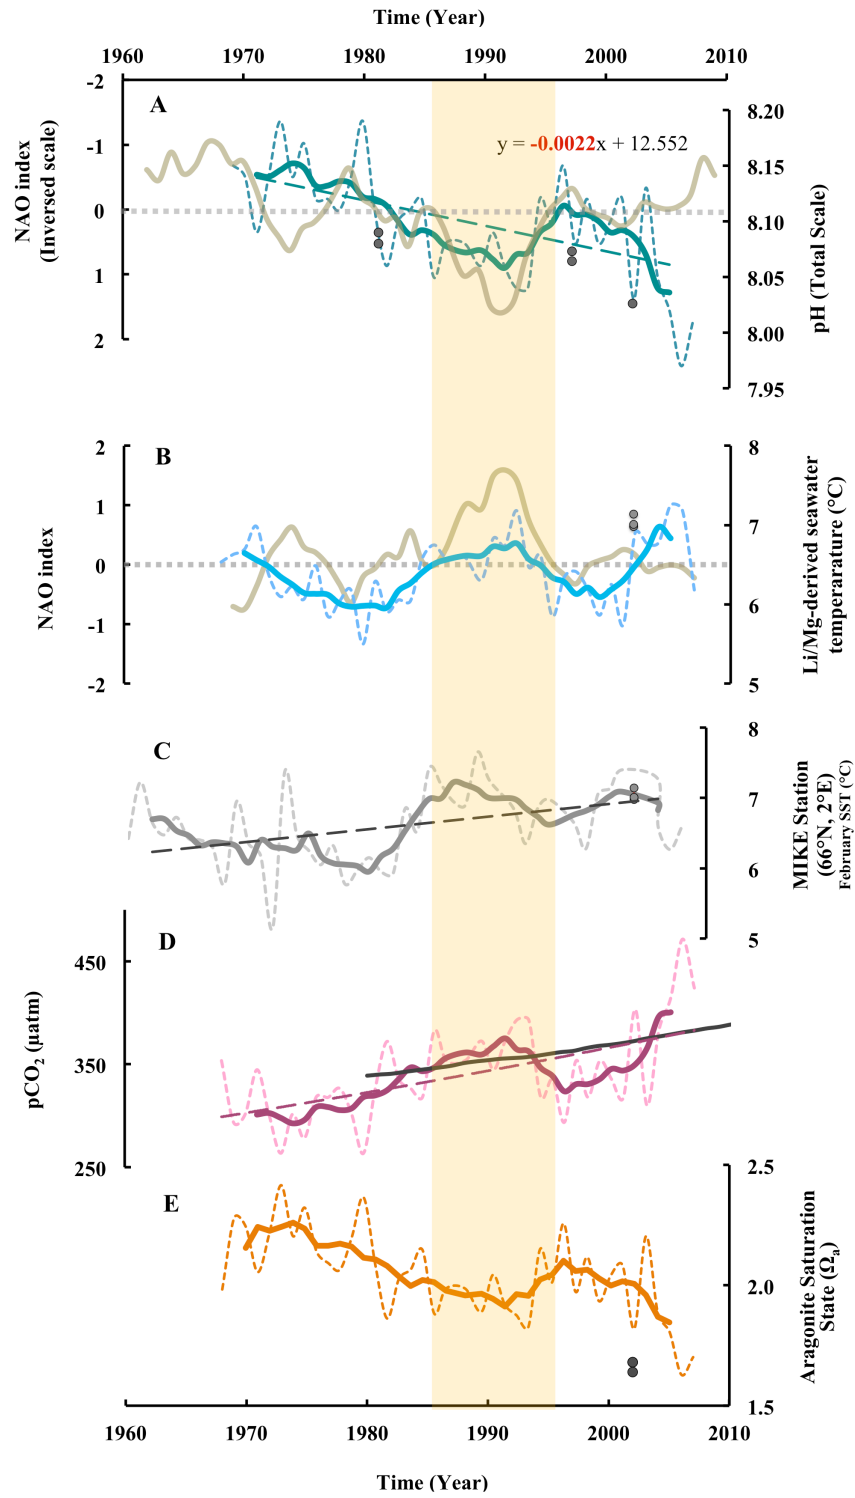 Time (Year)
1960 1970 1980 1990 2000 2010
A
NAO index
(Inversed scale)
-2
-1
0
1
2
y = -0.0022x + 12.552
8.20
8.15
8.10
8.05
8.00
7.95
pH (Total Scale)
B
NAO index
2
1
0
-1
-2
8
7
6
5
Li/Mg-derived seawater
temperarature (°C)
C
8
7
6
5
MIKE Station
(66°N, 2°E)
February SST (°C)
D
pCO2 (µatm)
450
350
250
E
2.5
2.0
1.5
Aragonite Saturation
State (Ωa)
1960 1970 1980 1990 2000 2010
Time (Year)